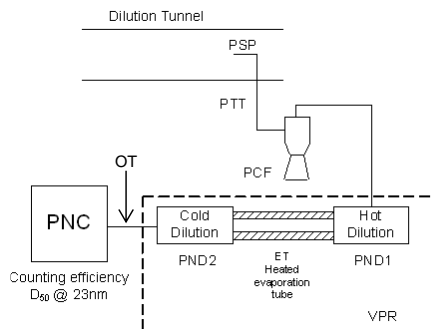 Dilution Tunnel
PSP
PTT
PCF
OT
PNC
Cold
Dilution
Hot
Dilution
PND2
ET
Heated
evaporation
tube
PND1
Counting efficiency
D50 @ 23nm
VPR